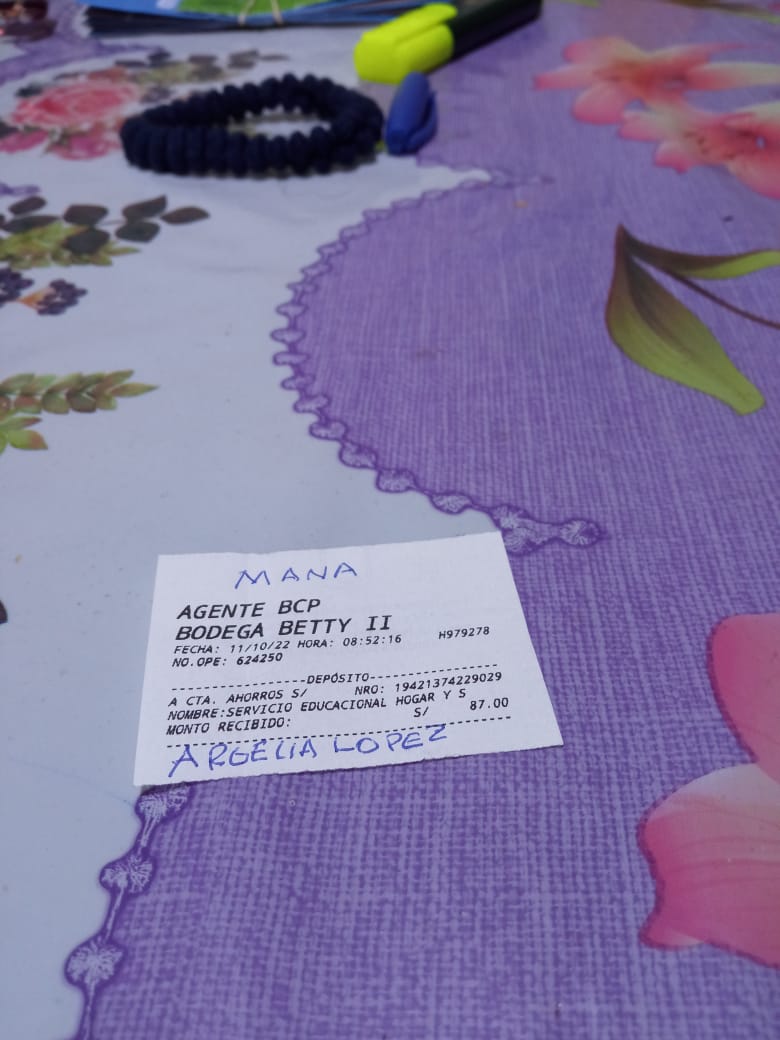 MANA
AGENTE BCP
BODEGA BETTY II
FECHA: 11/10/22 HORA: 08:52:16 H979278
NO.OPE: 624250
--------------------DEPÓSITO--------------------
A CTA. AHORROS S/ NRO: 19421374229029
NOMBRE:SERVICIO EDUCACIONAL HOGAR Y S
MONTO RECIBIDO: S/ 87.00
ARGELIA LOPEZ